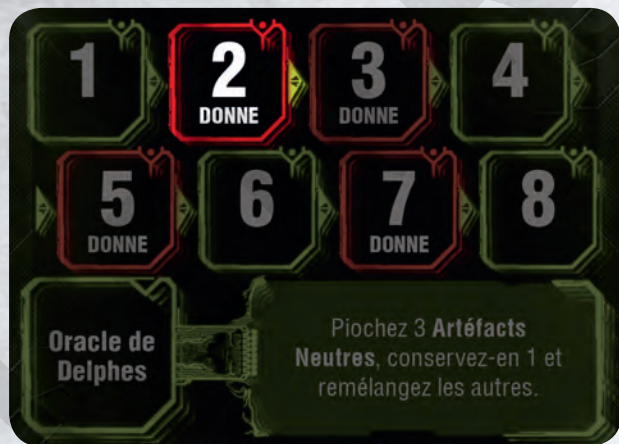 1 2 3 4
DONNE DONNE
5 6 7 8
DONNE DONNE
Oracle de
Delphes
Piochez 3 Artéfacts
Neutres, conservez-en 1 et
remélangez les autres.